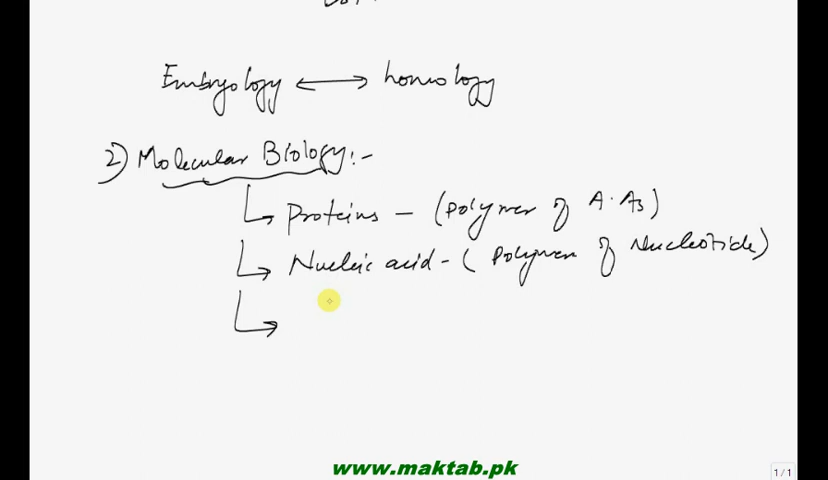 Embryology ⟷ homology
2) Molecular Biology:-
Proteins - (polymer of A.As)
Nucleic acid - (Polymer of Nucleotide)
www.maktab.pk
1/1